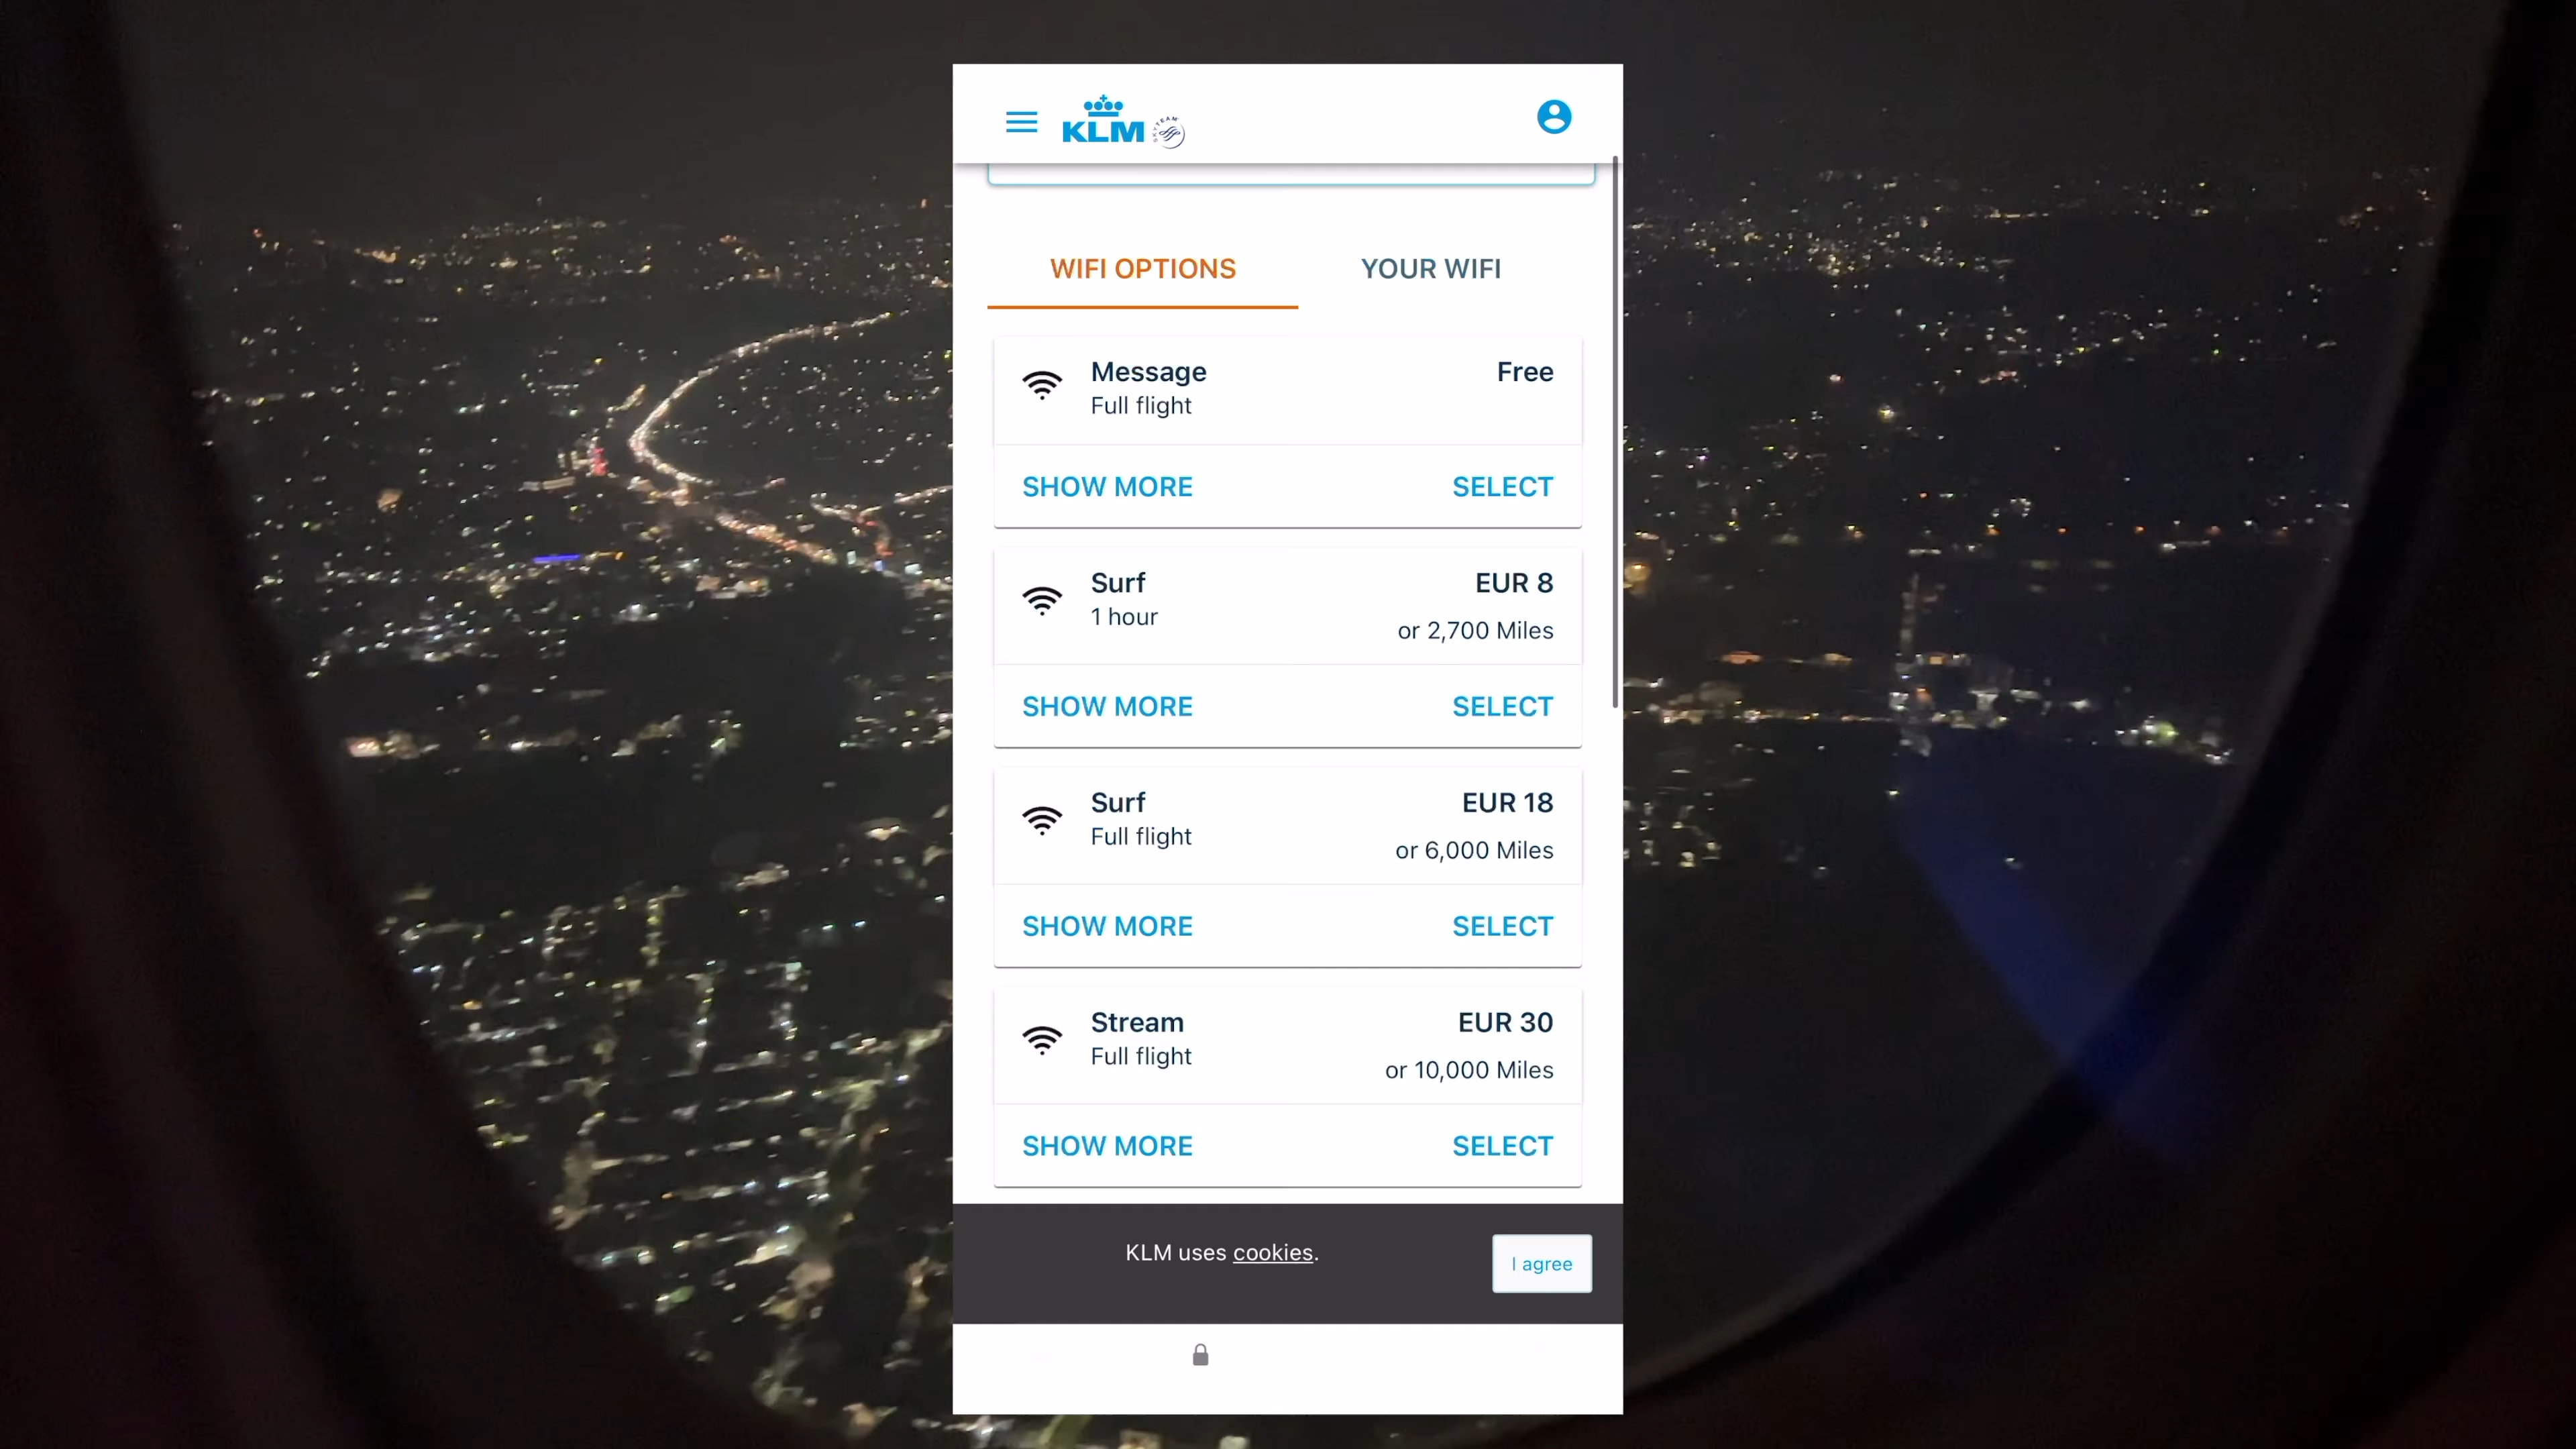 KLM
SKYTEAM
WIFI OPTIONS
YOUR WIFI
Message
Free
Full flight
SHOW MORE
SELECT
Surf
EUR 8
1 hour
or 2,700 Miles
SHOW MORE
SELECT
Surf
EUR 18
Full flight
or 6,000 Miles
SHOW MORE
SELECT
Stream
EUR 30
Full flight
or 10,000 Miles
SHOW MORE
SELECT
KLM uses cookies.
I agree